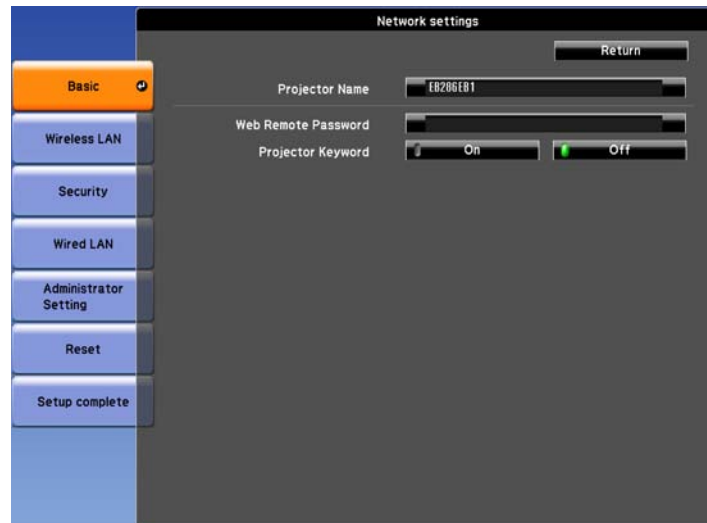 Network settings
Return
Basic
Projector Name EB286EB1
Web Remote Password
Wireless LAN
Projector Keyword On Off
Security
Wired LAN
Administrator
Setting
Reset
Setup complete